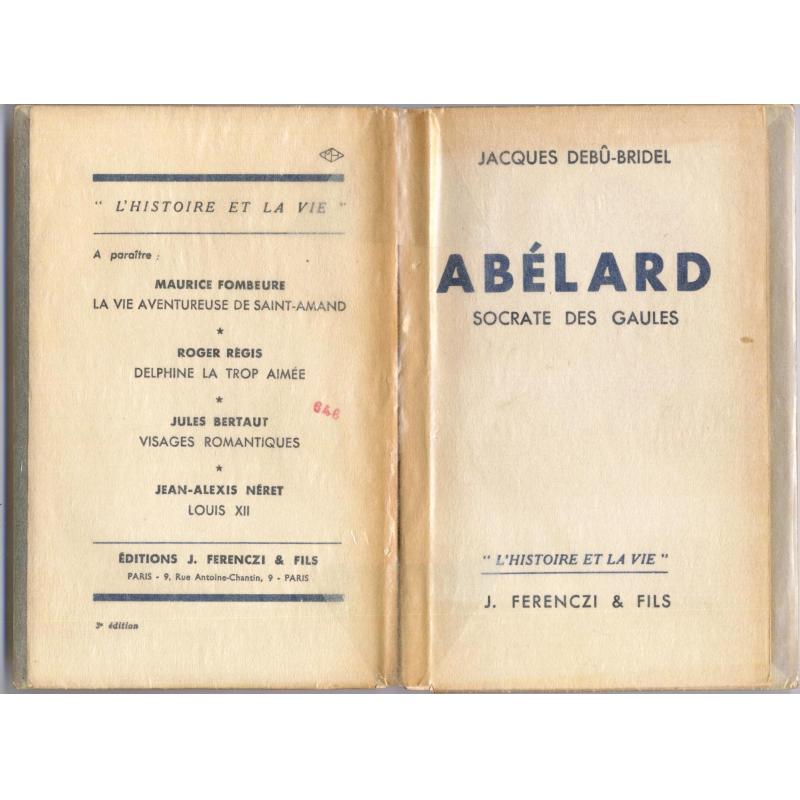 " L'HISTOIRE ET LA VIE "
A paraître :
MAURICE FOMBEURE
LA VIE AVENTUREUSE DE SAINT-AMAND
*
ROGER RÉGIS
DELPHINE LA TROP AIMÉE
*
646
JULES BERTAUT
VISAGES ROMANTIQUES
*
JEAN-ALEXIS NÉRET
LOUIS XII
ÉDITIONS J. FERENCZI & FILS
PARIS - 9, Rue Antoine-Chantin, 9 - PARIS
3e édition
JACQUES DEBÛ-BRIDEL
ABÉLARD
SOCRATE DES GAULES
" L'HISTOIRE ET LA VIE "
J. FERENCZI & FILS